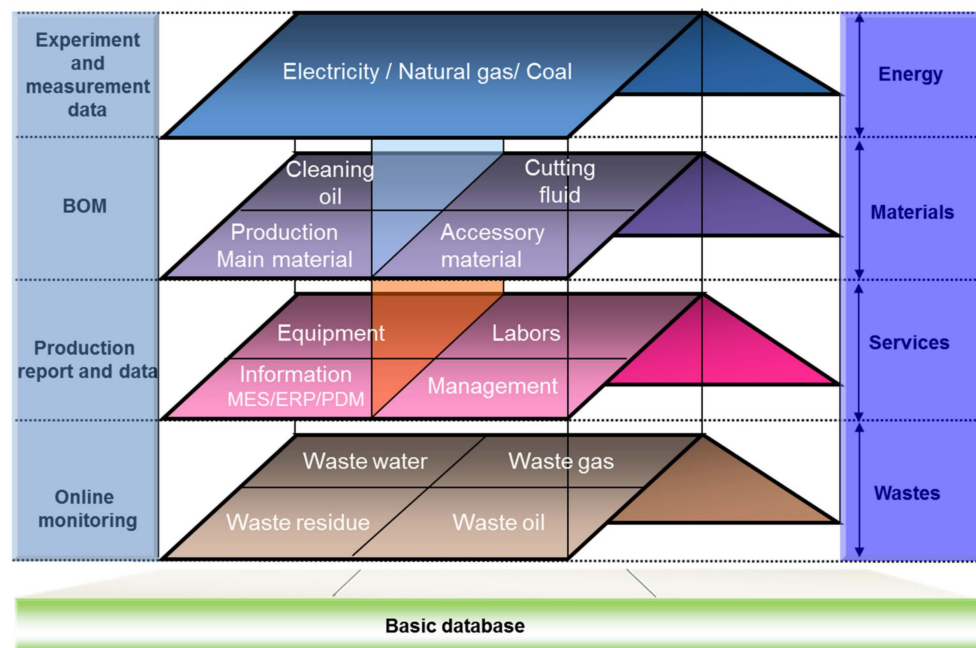 Experiment
and
measurement
data
Electricity / Natural gas/ Coal
Energy
BOM
Cleaning
oil
Cutting
fluid
Production
Main material
Accessory
material
Materials
Production
report and data
Equipment
Labors
Information
MES/ERP/PDM
Management
Services
Online
monitoring
Waste water
Waste gas
Waste residue
Waste oil
Wastes
Basic database